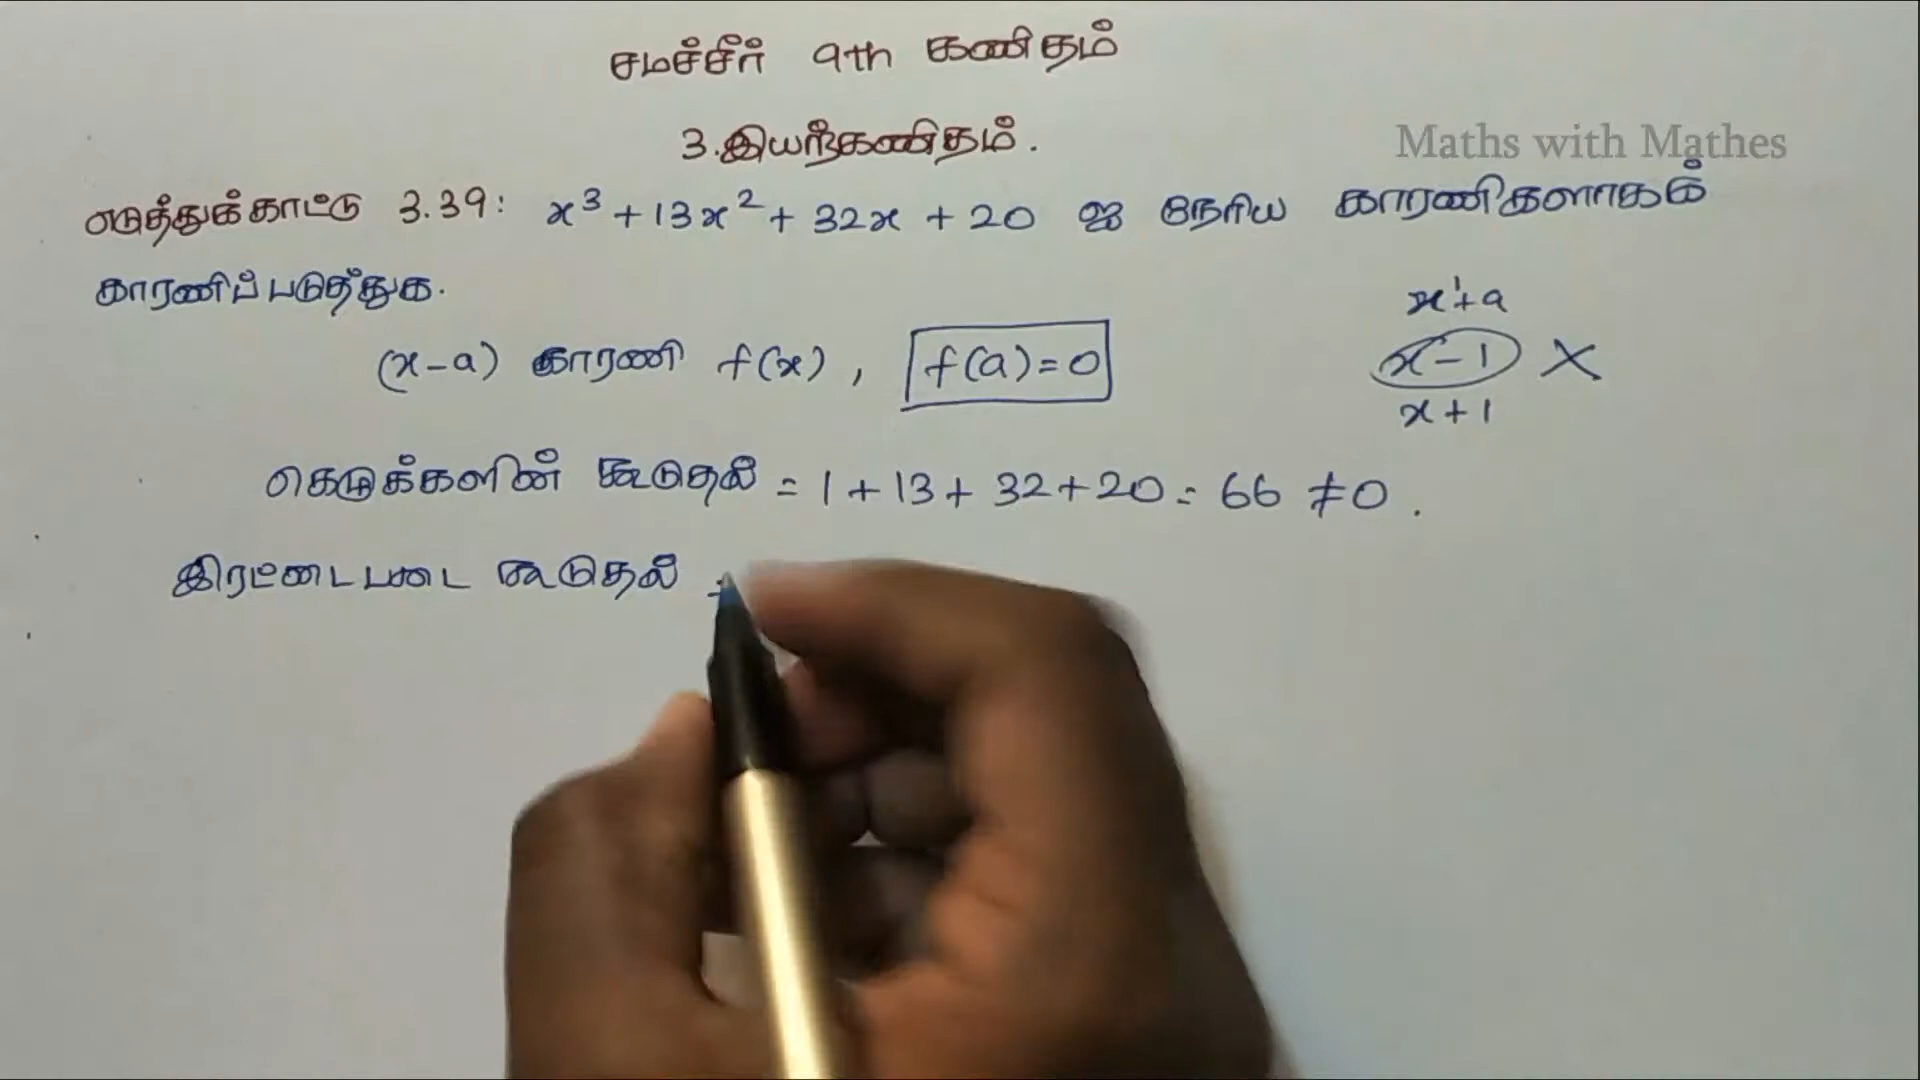 சமச்சீர் 9th கணிதம்
3.இயற்கணிதம்.
Maths with Mathes
எடுத்துக்காட்டு 3.39: x³ + 13x² + 32x + 20 ஐ நேரிய காரணிகளாகக்
காரணிப்படுத்துக.
x+a
(x-a) காரணி f(x), f(a)=0
x-1 ×
x+1
கெழுக்களின் கூடுதல் = 1+13+32+20 = 66 ≠0.
இரட்டைபடை கூடுதல் =